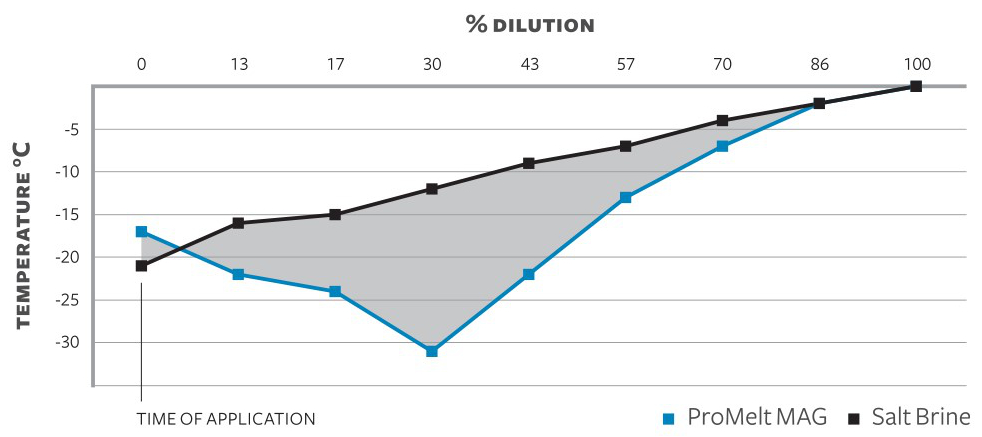 % DILUTION
0 13 17 30 43 57 70 86 100
TEMPERATURE °C
-5
-10
-15
-20
-25
-30
TIME OF APPLICATION
ProMelt MAG Salt Brine